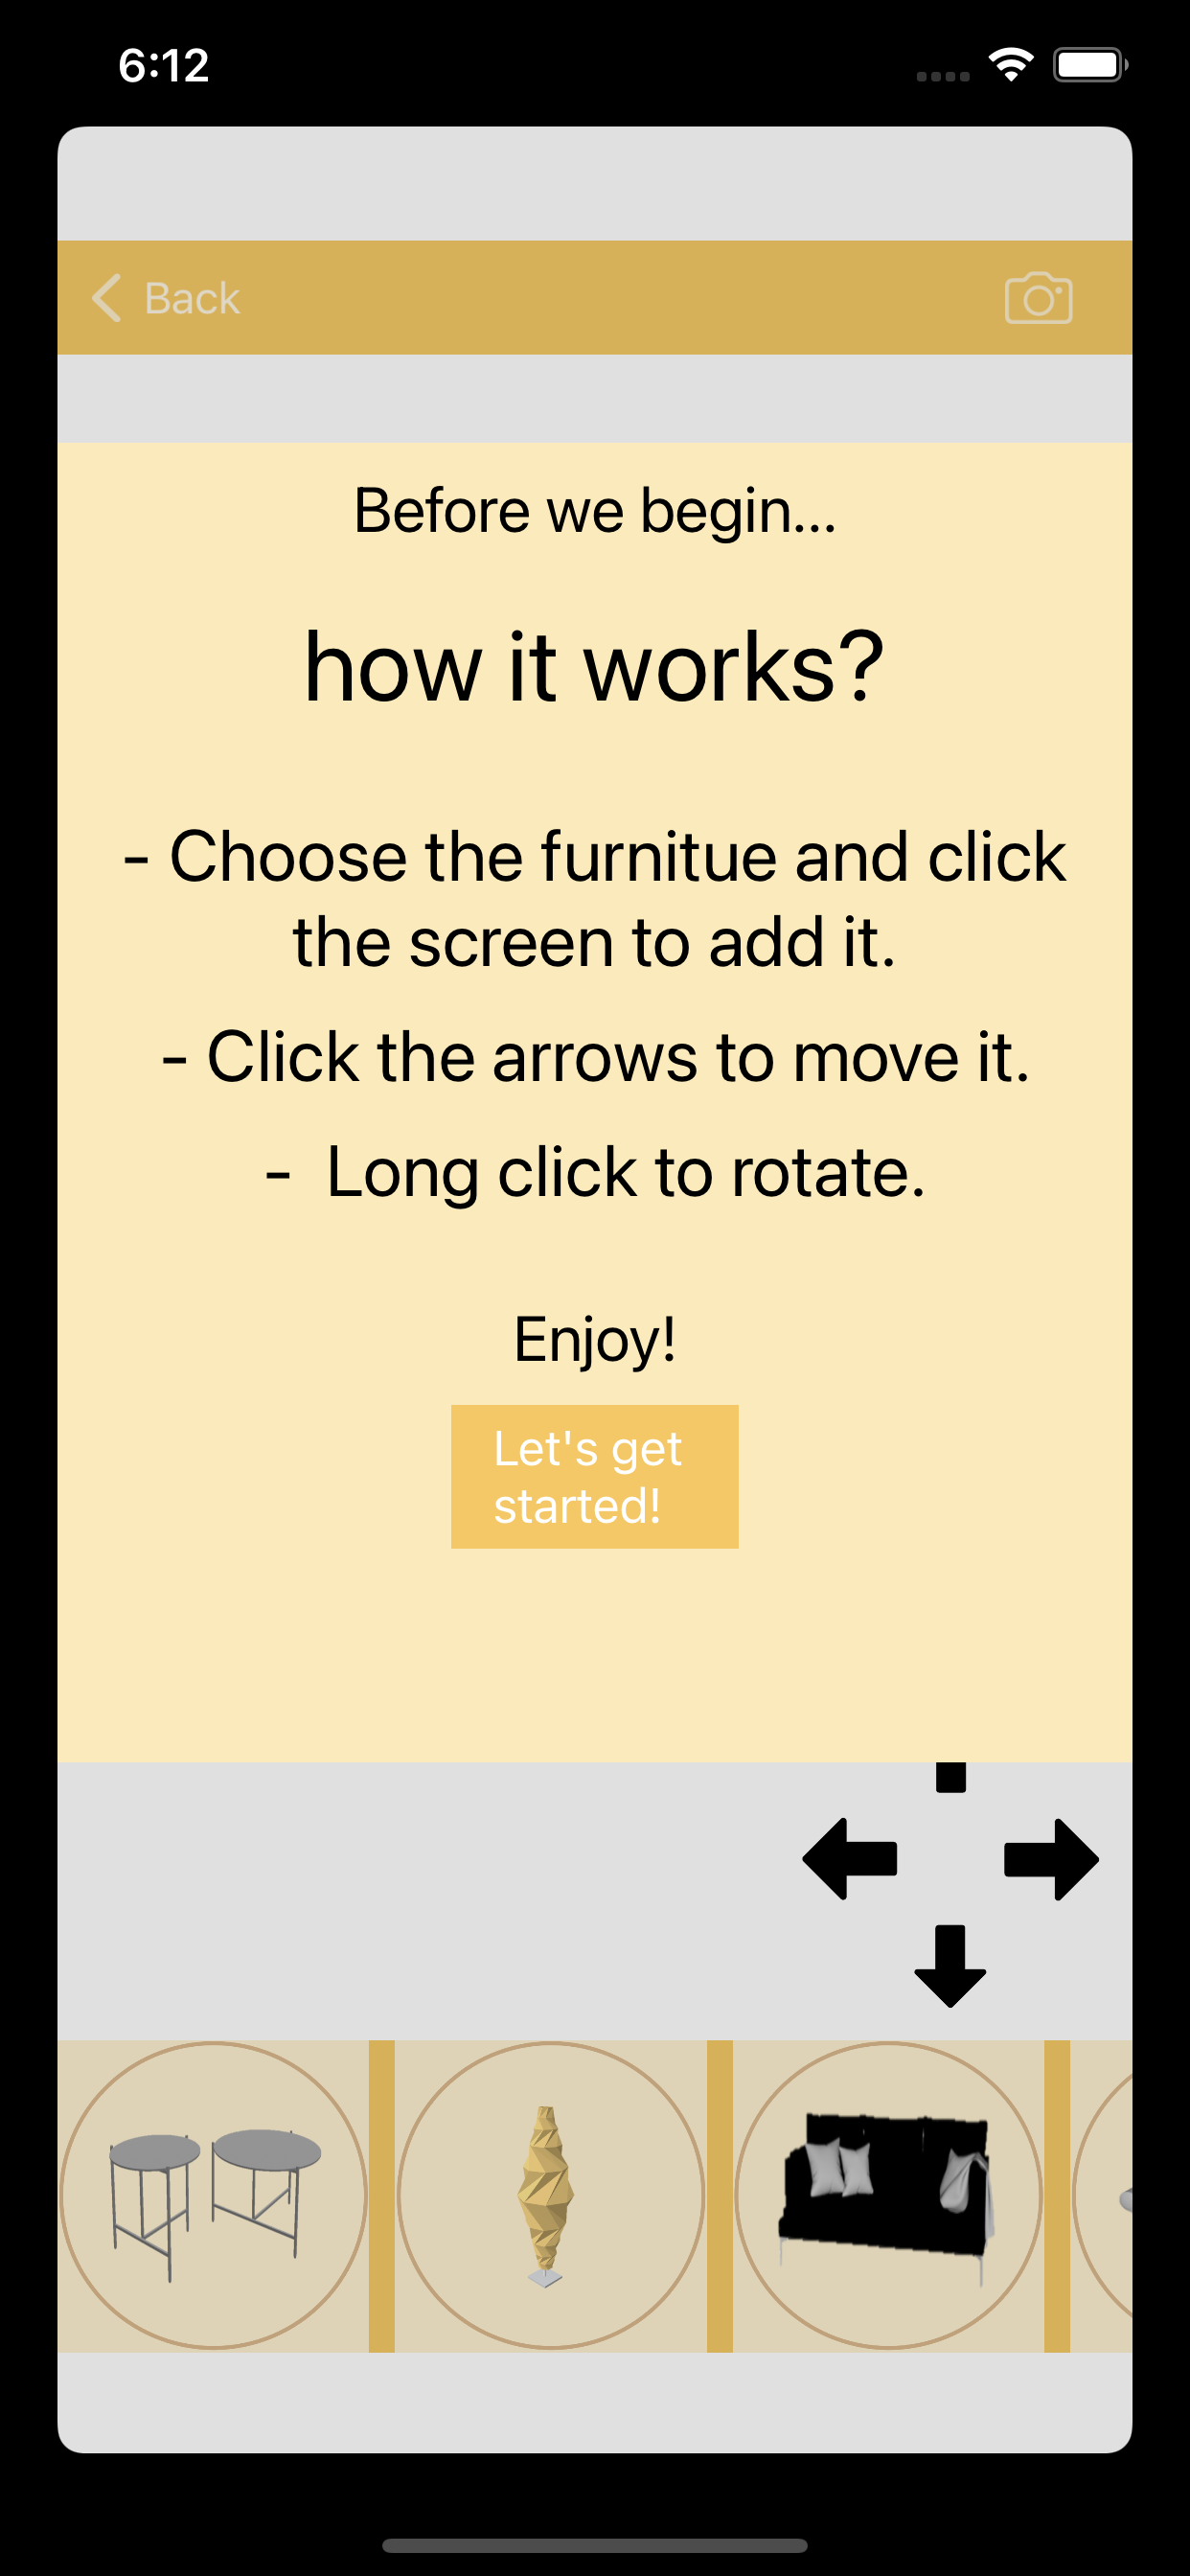 6:12
Back
Before we begin...
how it works?
- Choose the furnitue and click
the screen to add it.
- Click the arrows to move it.
-  Long click to rotate.
Enjoy!
Let's get
started!